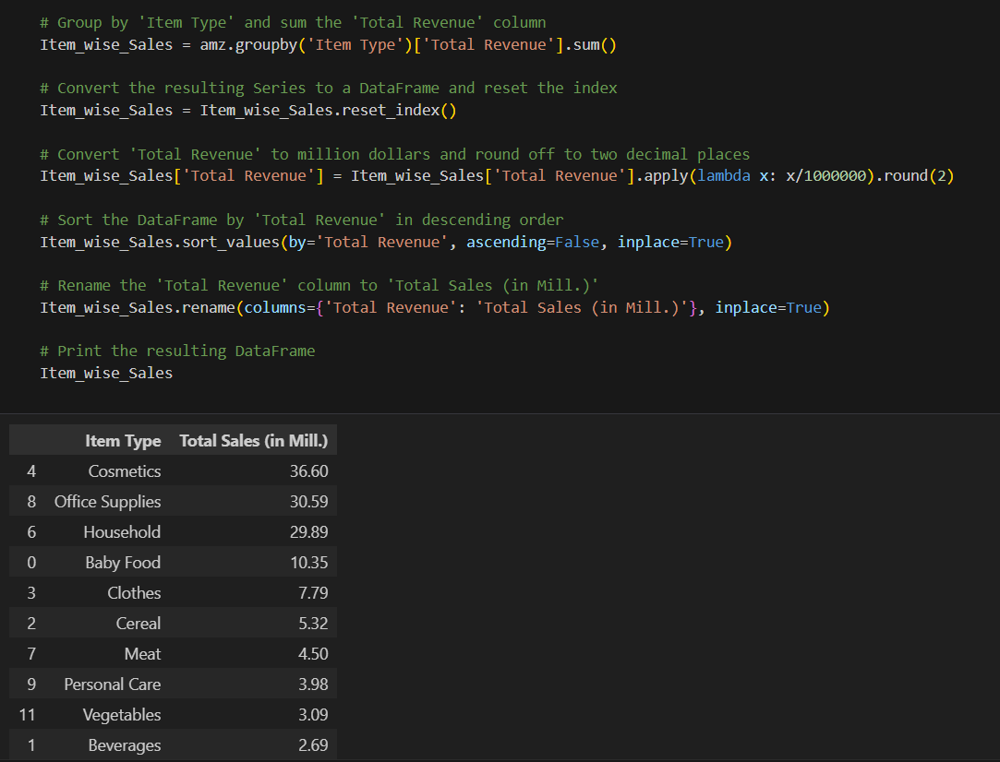 # Group by 'Item Type' and sum the 'Total Revenue' column
Item_wise_Sales = amz.groupby('Item Type')['Total Revenue'].sum()
# Convert the resulting Series to a DataFrame and reset the index
Item_wise_Sales = Item_wise_Sales.reset_index()
# Convert 'Total Revenue' to million dollars and round off to two decimal places
Item_wise_Sales['Total Revenue'] = Item_wise_Sales['Total Revenue'].apply(lambda x: x/1000000).round(2)
# Sort the DataFrame by 'Total Revenue' in descending order
Item_wise_Sales.sort_values(by='Total Revenue', ascending=False, inplace=True)
# Rename the 'Total Revenue' column to 'Total Sales (in Mill.)'
Item_wise_Sales.rename(columns={'Total Revenue': 'Total Sales (in Mill.)'}, inplace=True)
# Print the resulting DataFrame
Item_wise_Sales
Item Type Total Sales (in Mill.)
4 Cosmetics 36.60
8 Office Supplies 30.59
6 Household 29.89
0 Baby Food 10.35
3 Clothes 7.79
2 Cereal 5.32
7 Meat 4.50
9 Personal Care 3.98
11 Vegetables 3.09
1 Beverages 2.69